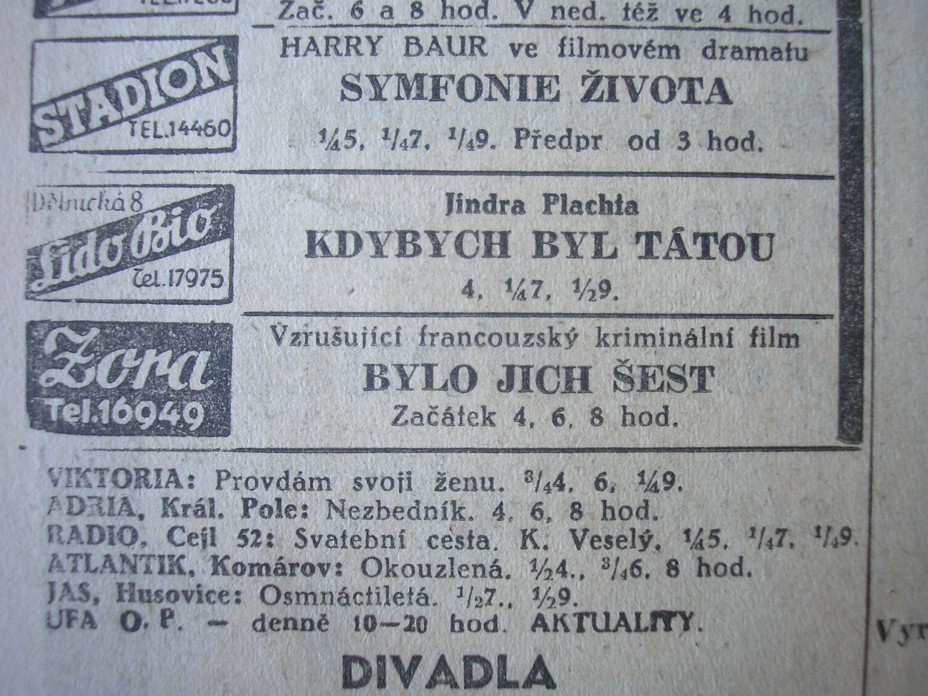 Zač. 6 a 8 hod. V ned. též ve 4 hod.
STADION
TEL.14460
HARRY BAUR ve filmovém dramatu
SYMFONIE ŽIVOTA
¼5, ¼7, ¼9. Předpr od 3 hod.
Dělnická 8
Lido Bio
Tel.17975
Jindra Plachta
KDYBYCH BYL TÁTOU
4, ¼7, ½9.
Zora
Tel.16949
Vzrušující francouzský kriminální film
BYLO JICH ŠEST
Začátek 4, 6, 8 hod.
VIKTORIA: Provdám svoji ženu. ¾4, 6, ¼9.
ADRIA, Král. Pole: Nezbedník. 4, 6, 8 hod.
RADIO, Cejl 52: Svatební cesta. K. Veselý. ¼5, ¼7, ¼9.
ATLANTIK, Komárov: Okouzlená. ½4., ¾6, 8 hod.
JAS, Husovice: Osmnáctiletá. ½7., ½9.
UFA O. P. — denně 10—20 hod. AKTUALITY.
DIVADLA
Vyr